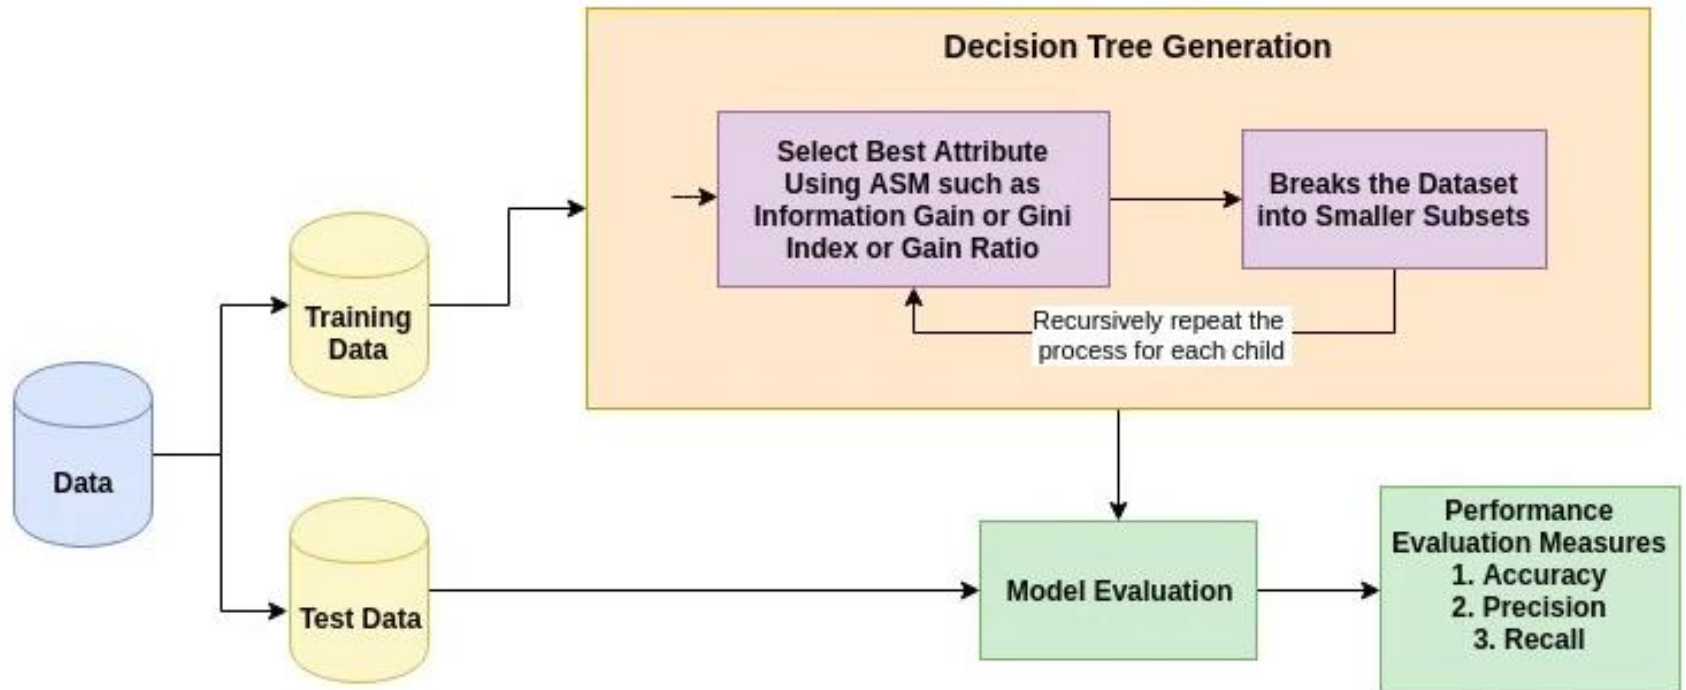 Decision Tree Generation
Select Best Attribute
Using ASM such as
Information Gain or Gini
Index or Gain Ratio
Breaks the Dataset
into Smaller Subsets
Recursively repeat the
process for each child
Training
Data
Data
Test Data
Model Evaluation
Performance
Evaluation Measures
1. Accuracy
2. Precision
3. Recall